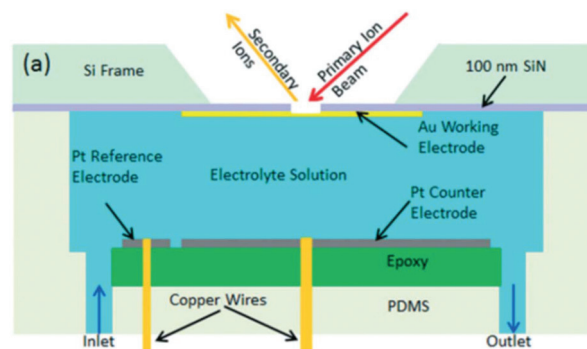 (a)
Si Frame
Secondary
Ions
Primary Ion
Beam
100 nm SiN
Au Working
Electrode
Pt Reference
Electrode
Electrolyte Solution
Pt Counter
Electrode
Epoxy
Copper Wires
PDMS
Inlet
Outlet